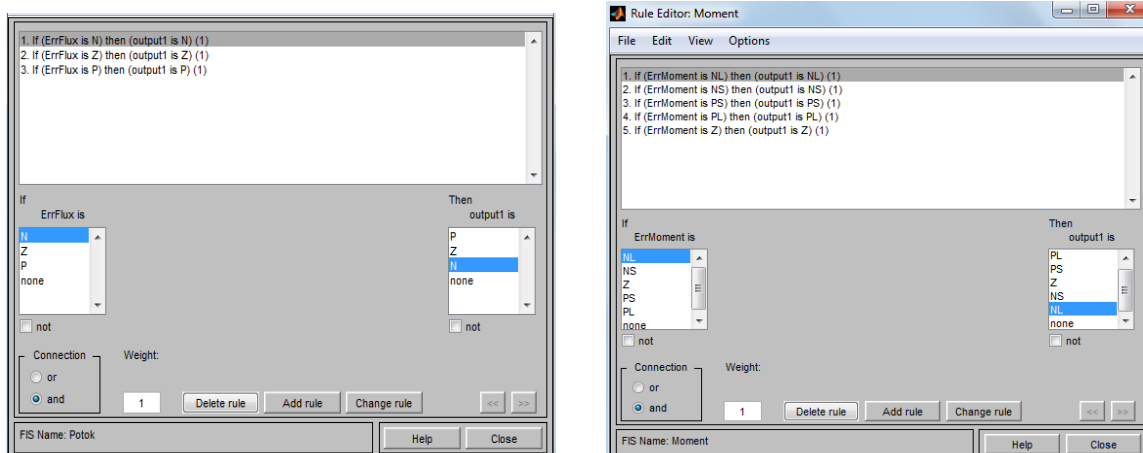 1. If (ErrFlux is N) then (output1 is N) (1)
2. If (ErrFlux is Z) then (output1 is Z) (1)
3. If (ErrFlux is P) then (output1 is P) (1)
If
Then
ErrFlux is
output1 is
N
Z
P
none
P
Z
N
none
not
not
Connection
Weight:
or
and
1
Delete rule
Add rule
Change rule
<<
>>
FIS Name: Potok
Help
Close
Rule Editor: Moment
File Edit View Options
1. If (ErrMoment is NL) then (output1 is NL) (1)
2. If (ErrMoment is NS) then (output1 is NS) (1)
3. If (ErrMoment is PS) then (output1 is PS) (1)
4. If (ErrMoment is PL) then (output1 is PL) (1)
5. If (ErrMoment is Z) then (output1 is Z) (1)
If
Then
ErrMoment is
output1 is
NL
NS
Z
PS
PL
none
PL
PS
Z
NS
NL
none
not
not
Connection
Weight:
or
and
1
Delete rule
Add rule
Change rule
<<
>>
FIS Name: Moment
Help
Close